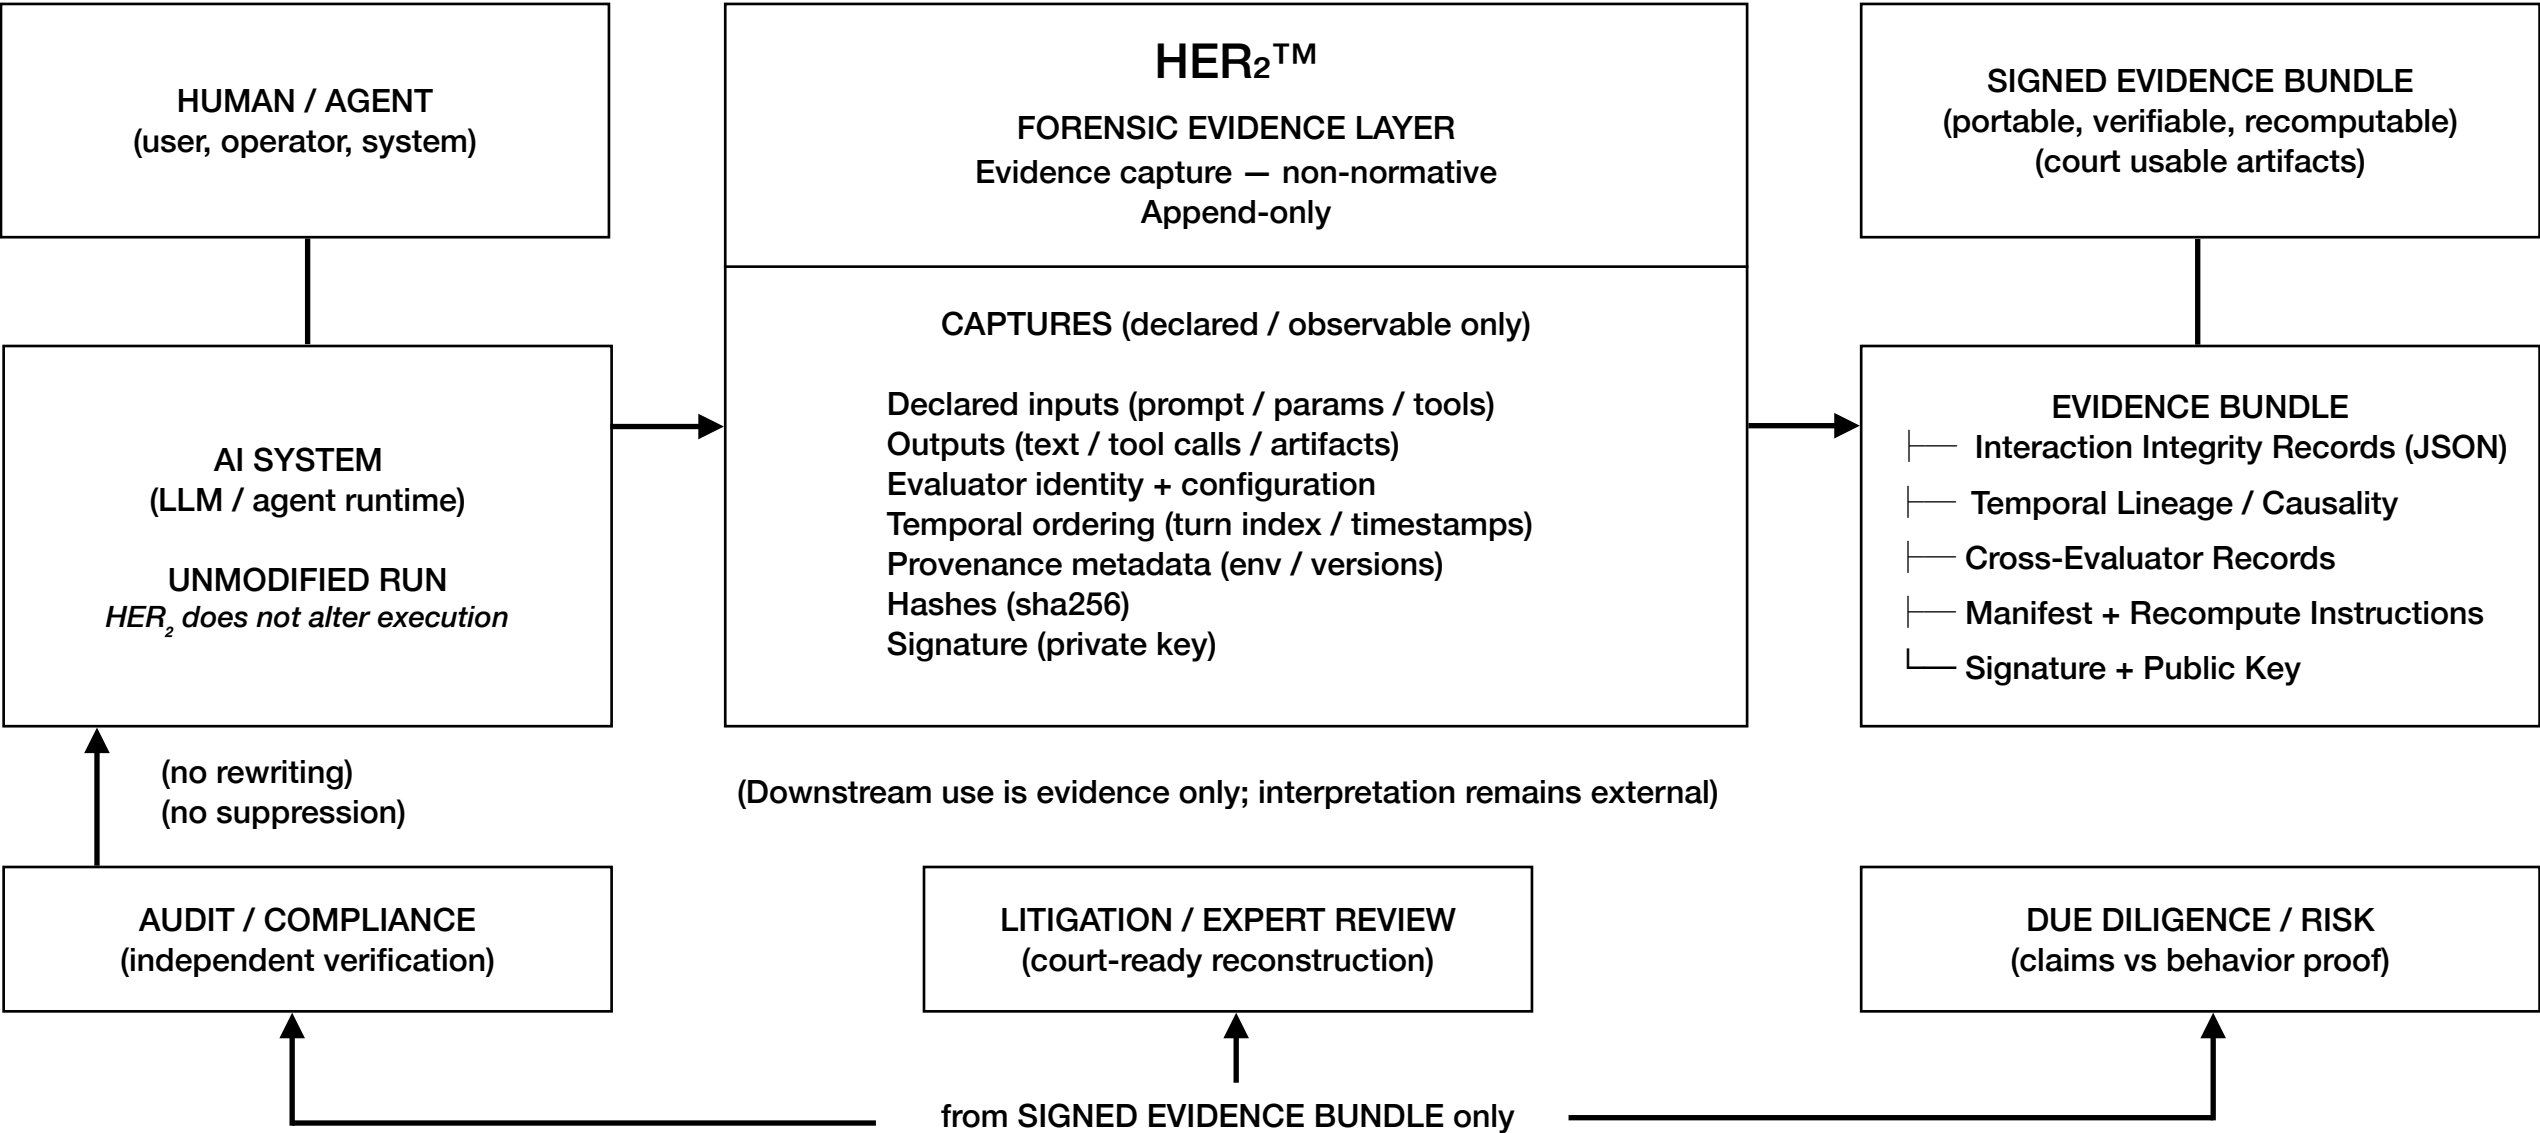 HUMAN / AGENT
(user, operator, system)
HER₂™
FORENSIC EVIDENCE LAYER
Evidence capture — non-normative
Append-only
SIGNED EVIDENCE BUNDLE
(portable, verifiable, recomputable)
(court usable artifacts)
AI SYSTEM
(LLM / agent runtime)
UNMODIFIED RUN
HER₂ does not alter execution
CAPTURES (declared / observable only)
Declared inputs (prompt / params / tools)
Outputs (text / tool calls / artifacts)
Evaluator identity + configuration
Temporal ordering (turn index / timestamps)
Provenance metadata (env / versions)
Hashes (sha256)
Signature (private key)
EVIDENCE BUNDLE
Interaction Integrity Records (JSON)
Temporal Lineage / Causality
Cross-Evaluator Records
Manifest + Recompute Instructions
Signature + Public Key
(no rewriting)
(no suppression)
(Downstream use is evidence only; interpretation remains external)
AUDIT / COMPLIANCE
(independent verification)
LITIGATION / EXPERT REVIEW
(court-ready reconstruction)
DUE DILIGENCE / RISK
(claims vs behavior proof)
from SIGNED EVIDENCE BUNDLE only